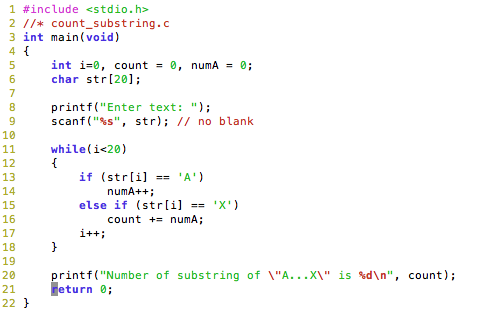 1 #include <stdio.h>
2 //* count_substring.c
3 int main(void)
4 {
5     int i=0, count = 0, numA = 0;
6     char str[20];
7
8     printf("Enter text: ");
9     scanf("%s", str); // no blank
10
11     while(i<20)
12     {
13         if (str[i] == 'A')
14             numA++;
15         else if (str[i] == 'X')
16             count += numA;
17         i++;
18     }
19
20     printf("Number of substring of \"A...X\" is %d\n", count);
21     return 0;
22 }